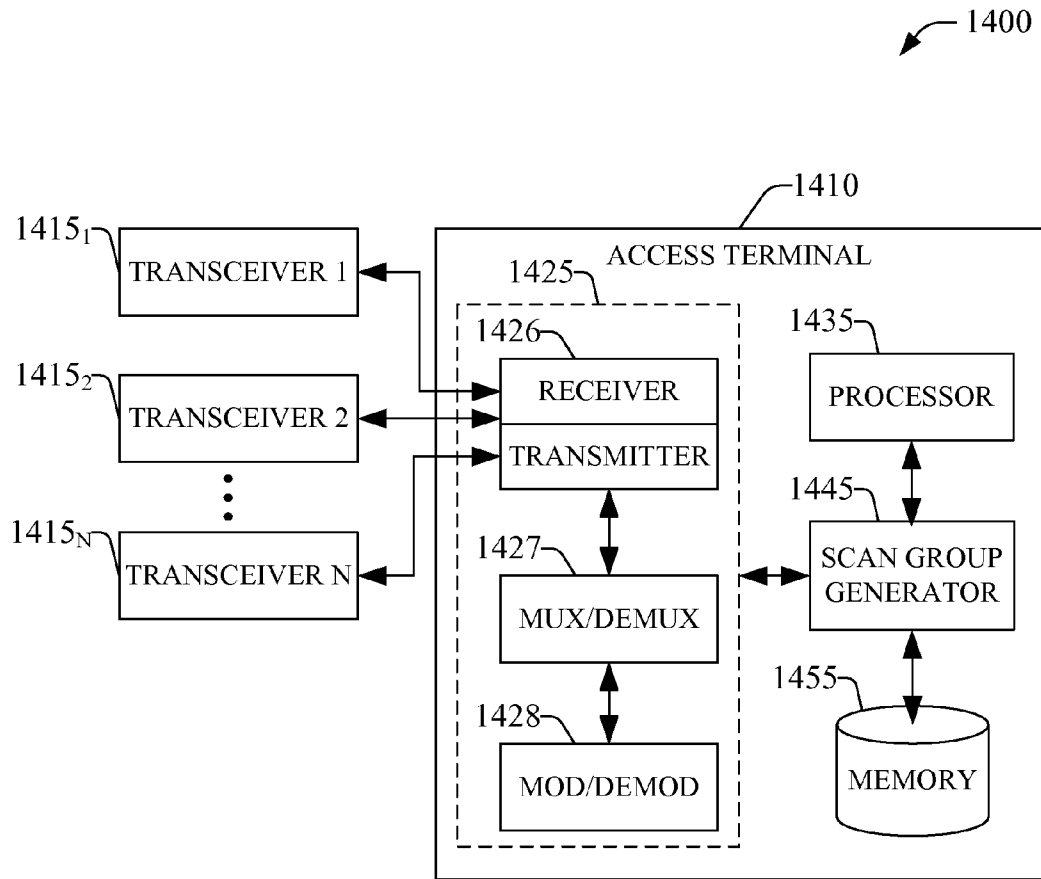 1400
1410
ACCESS TERMINAL
1415₁
TRANSCEIVER 1
1415₂
TRANSCEIVER 2
1415N
TRANSCEIVER N
1425
1426
RECEIVER
TRANSMITTER
1427
MUX/DEMUX
1428
MOD/DEMOD
1435
PROCESSOR
1445
SCAN GROUP
GENERATOR
1455
MEMORY